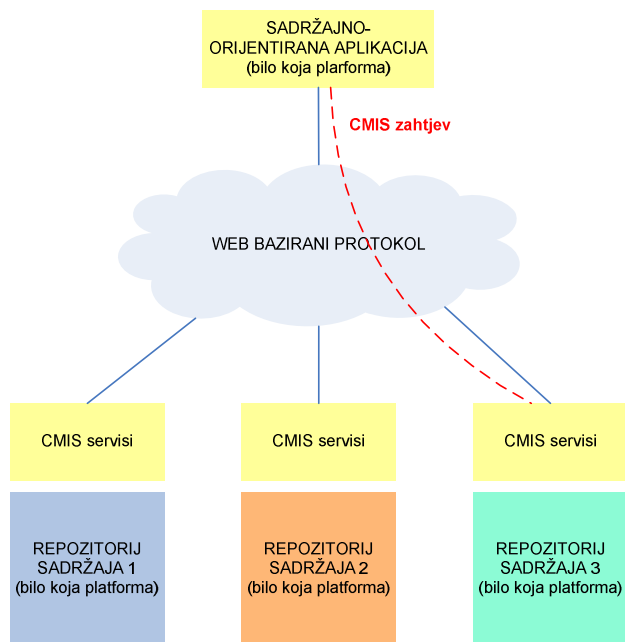 SADRŽAJNO-
ORIJENTIRANA APLIKACIJA
(bilo koja plarforma)
CMIS zahtjev
WEB BAZIRANI PROTOKOL
CMIS servisi
CMIS servisi
CMIS servisi
REPOZITORIJ
SADRŽAJA 1
(bilo koja platforma)
REPOZITORIJ
SADRŽAJA 2
(bilo koja platforma)
REPOZITORIJ
SADRŽAJA 3
(bilo koja platforma)